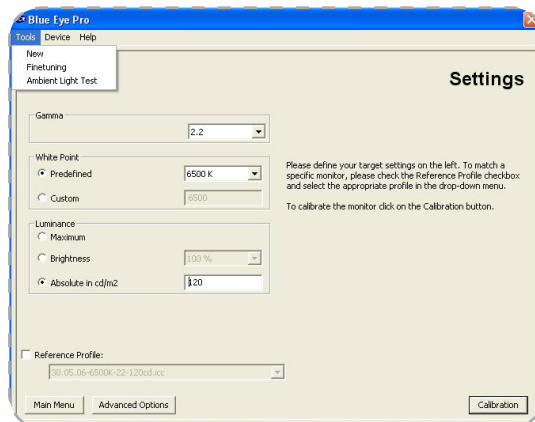 Blue Eye Pro
Tools Device Help
New
Finetuning
Ambient Light Test
Settings
Gamma
2.2
White Point
Predefined
6500 K
Custom
6500
Luminance
Maximum
Brightness
100 %
Absolute in cd/m2
120
Please define your target settings on the left. To match a
specific monitor, please check the Reference Profile checkbox
and select the appropriate profile in the drop-down menu.
To calibrate the monitor click on the Calibration button.
Reference Profile:
30.05.06-6500K-22-120cd.icc
Main Menu Advanced Options Calibration